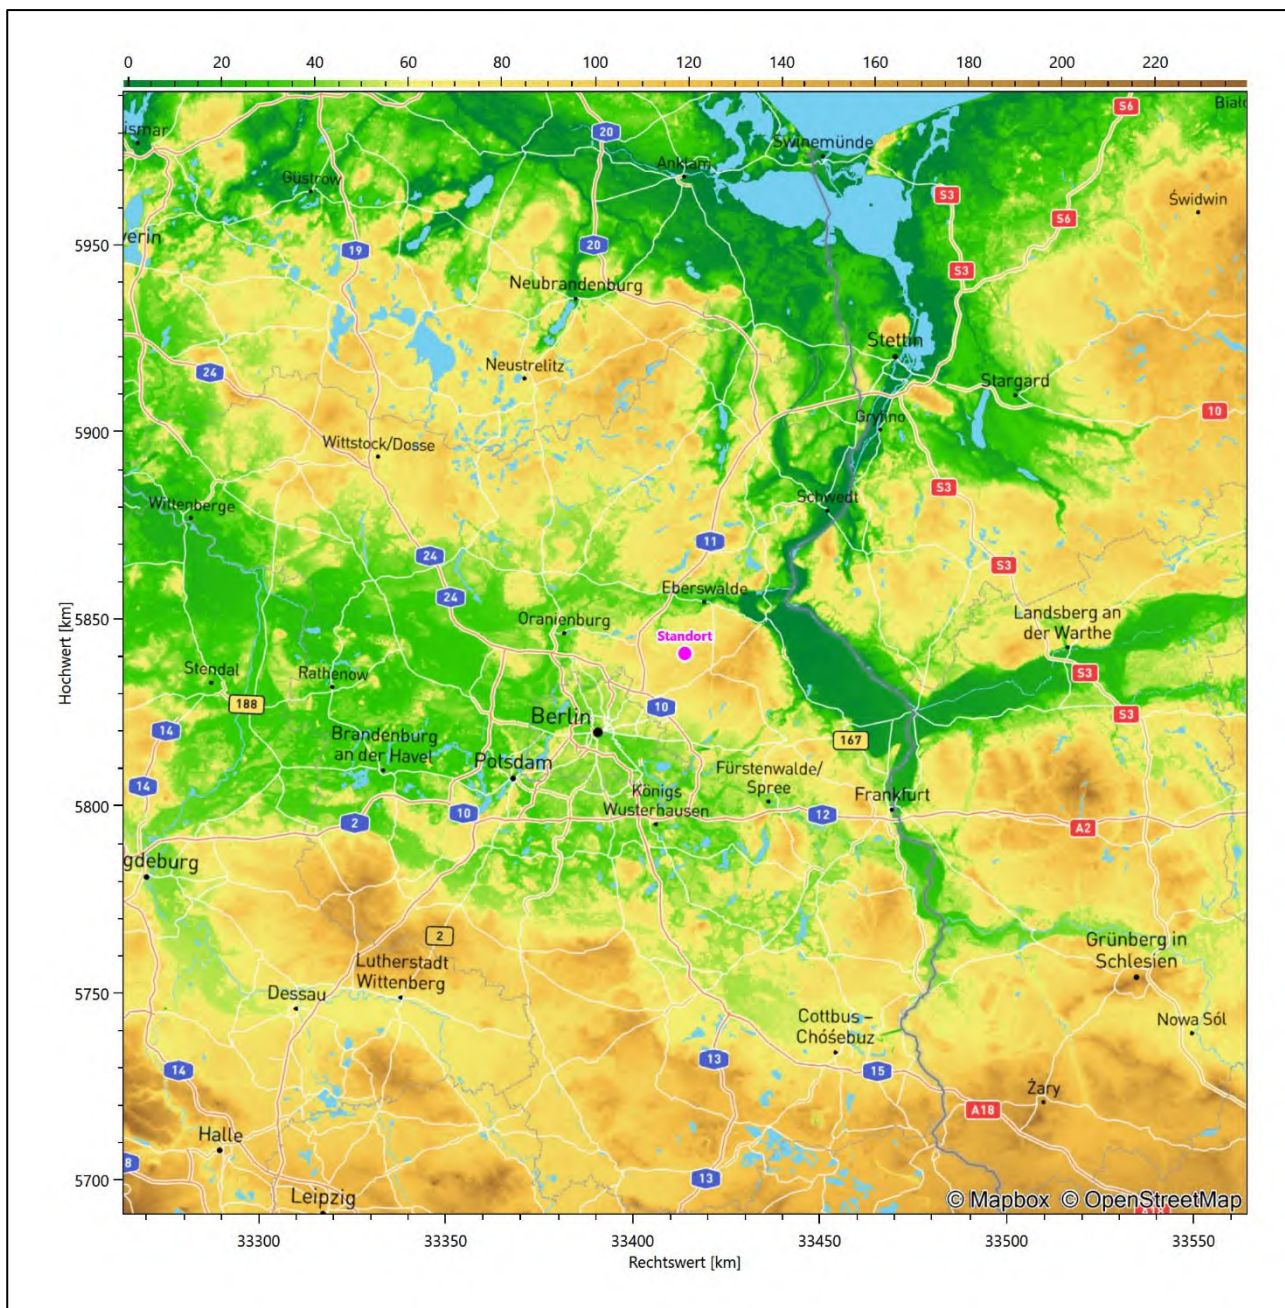 0 20 40 60 80 100 120 140 160 180 200 220
S6
Biało
20
ismar
Anklam
Swinemünde
Güstrow
S3
Świdwin
S6
verin
5950
19
20
S3
Neubrandenburg
Stettin
24
Neustrelitz
Stargard
10
5900
Gryfino
Wittstock/Dosse
S3
Wittenberge
Schwedt
11
24
S3
Eberswalde
26
Landsberg an
der Warthe
5850
Oranienburg
Standort
Stendal
Rathenow
S3
188
10
S3
14
Berlin
Brandenburg
an der Havel
167
Potsdam
Fürstenwalde/
Spree
14
Königs
Wusterhausen
Frankfurt
5800
10
12
2
A2
gdeburg
2
Grünberg in
Schlesien
Lutherstadt
Wittenberg
Dessau
5750
Cottbus –
Chóśebuz
Nowa Sól
13
14
15
Żary
A18
Halle
8
5700
13
Leipzig
© Mapbox © OpenStreetMap
A18
33300 33350 33400 33450 33500 33550
Rechtswert [km]
Hochwert [km]